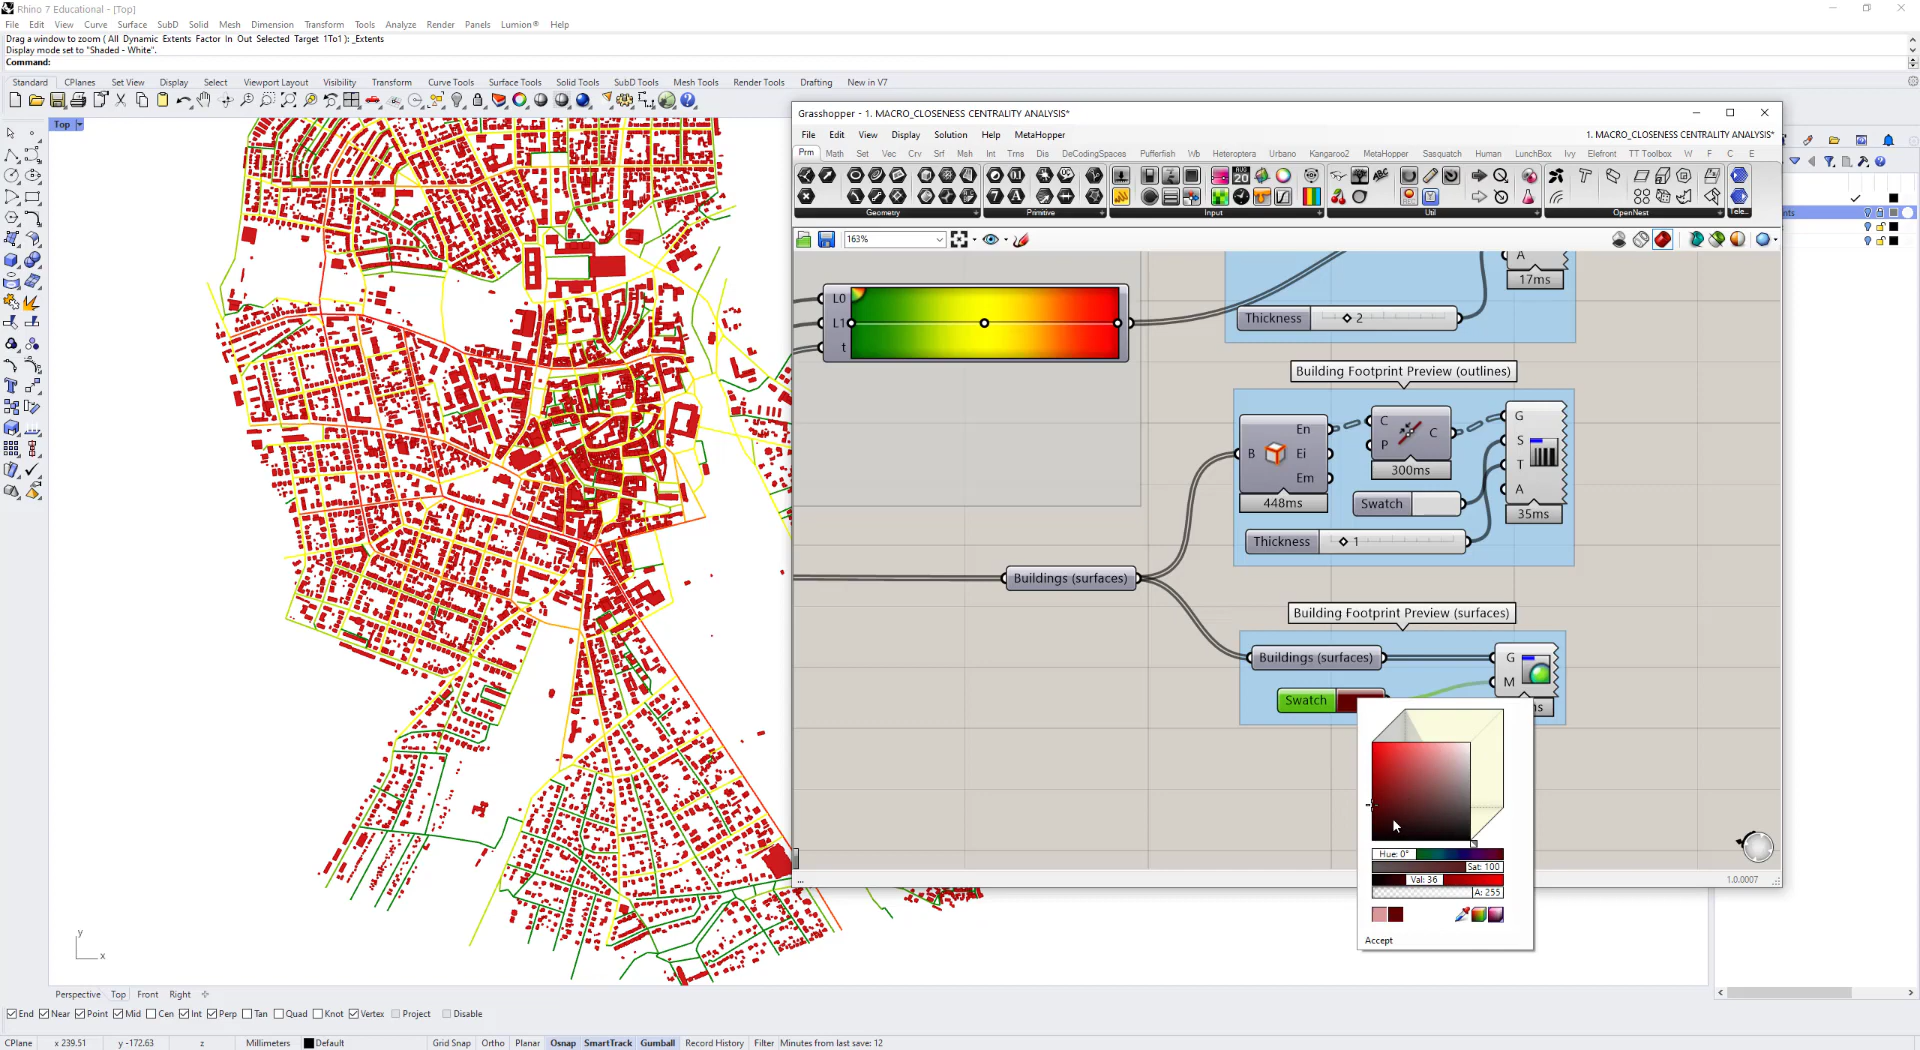 Rhino 7 Educational - [Top]
File Edit View Curve Surface SubD Solid Mesh Dimension Transform Tools Analyze Render Panels Lumion® Help
Drag a window to zoom ( All Dynamic Extents Factor In Out Selected Target 1To1 ): _Extents
Display mode set to "Shaded - White".
Command:
Standard CPlanes Set View Display Select Viewport Layout Visibility Transform Curve Tools Surface Tools Solid Tools SubD Tools Mesh Tools Render Tools Drafting New in V7
Top
Grasshopper - 1. MACRO_CLOSENESS CENTRALITY ANALYSIS*
File Edit View Display Solution Help MetaHopper
1. MACRO_CLOSENESS CENTRALITY ANALYSIS*
Prm Math Set Vec Crv Srf Msh Int Trns Dis DeCodingSpaces Pufferfish Wb Heteroptera Urbano Kangaroo2 MetaHopper Sasquatch Human LunchBox Ivy Elefront TT Toolbox W F C E
Geometry Primitive Input Util OpenNest Tele...
163%
L0
L1
t
A
17ms
Thickness 2
Building Footprint Preview (outlines)
B
En
Ei
Em
448ms
C
P
C
300ms
G
S
T
A
35ms
Swatch
Thickness 1
Buildings (surfaces)
Building Footprint Preview (surfaces)
Buildings (surfaces)
G
M
Swatch
Hue: 0°
Sat: 100
Val: 36
A: 255
Accept
1.0.0007
y
x
Perspective Top Front Right
End Near Point Mid Cen Int Perp Tan Quad Knot Vertex Project Disable
CPlane x 239.51 y -172.63 z Millimeters Default Grid Snap Ortho Planar Osnap SmartTrack Gumball Record History Filter Minutes from last save: 12